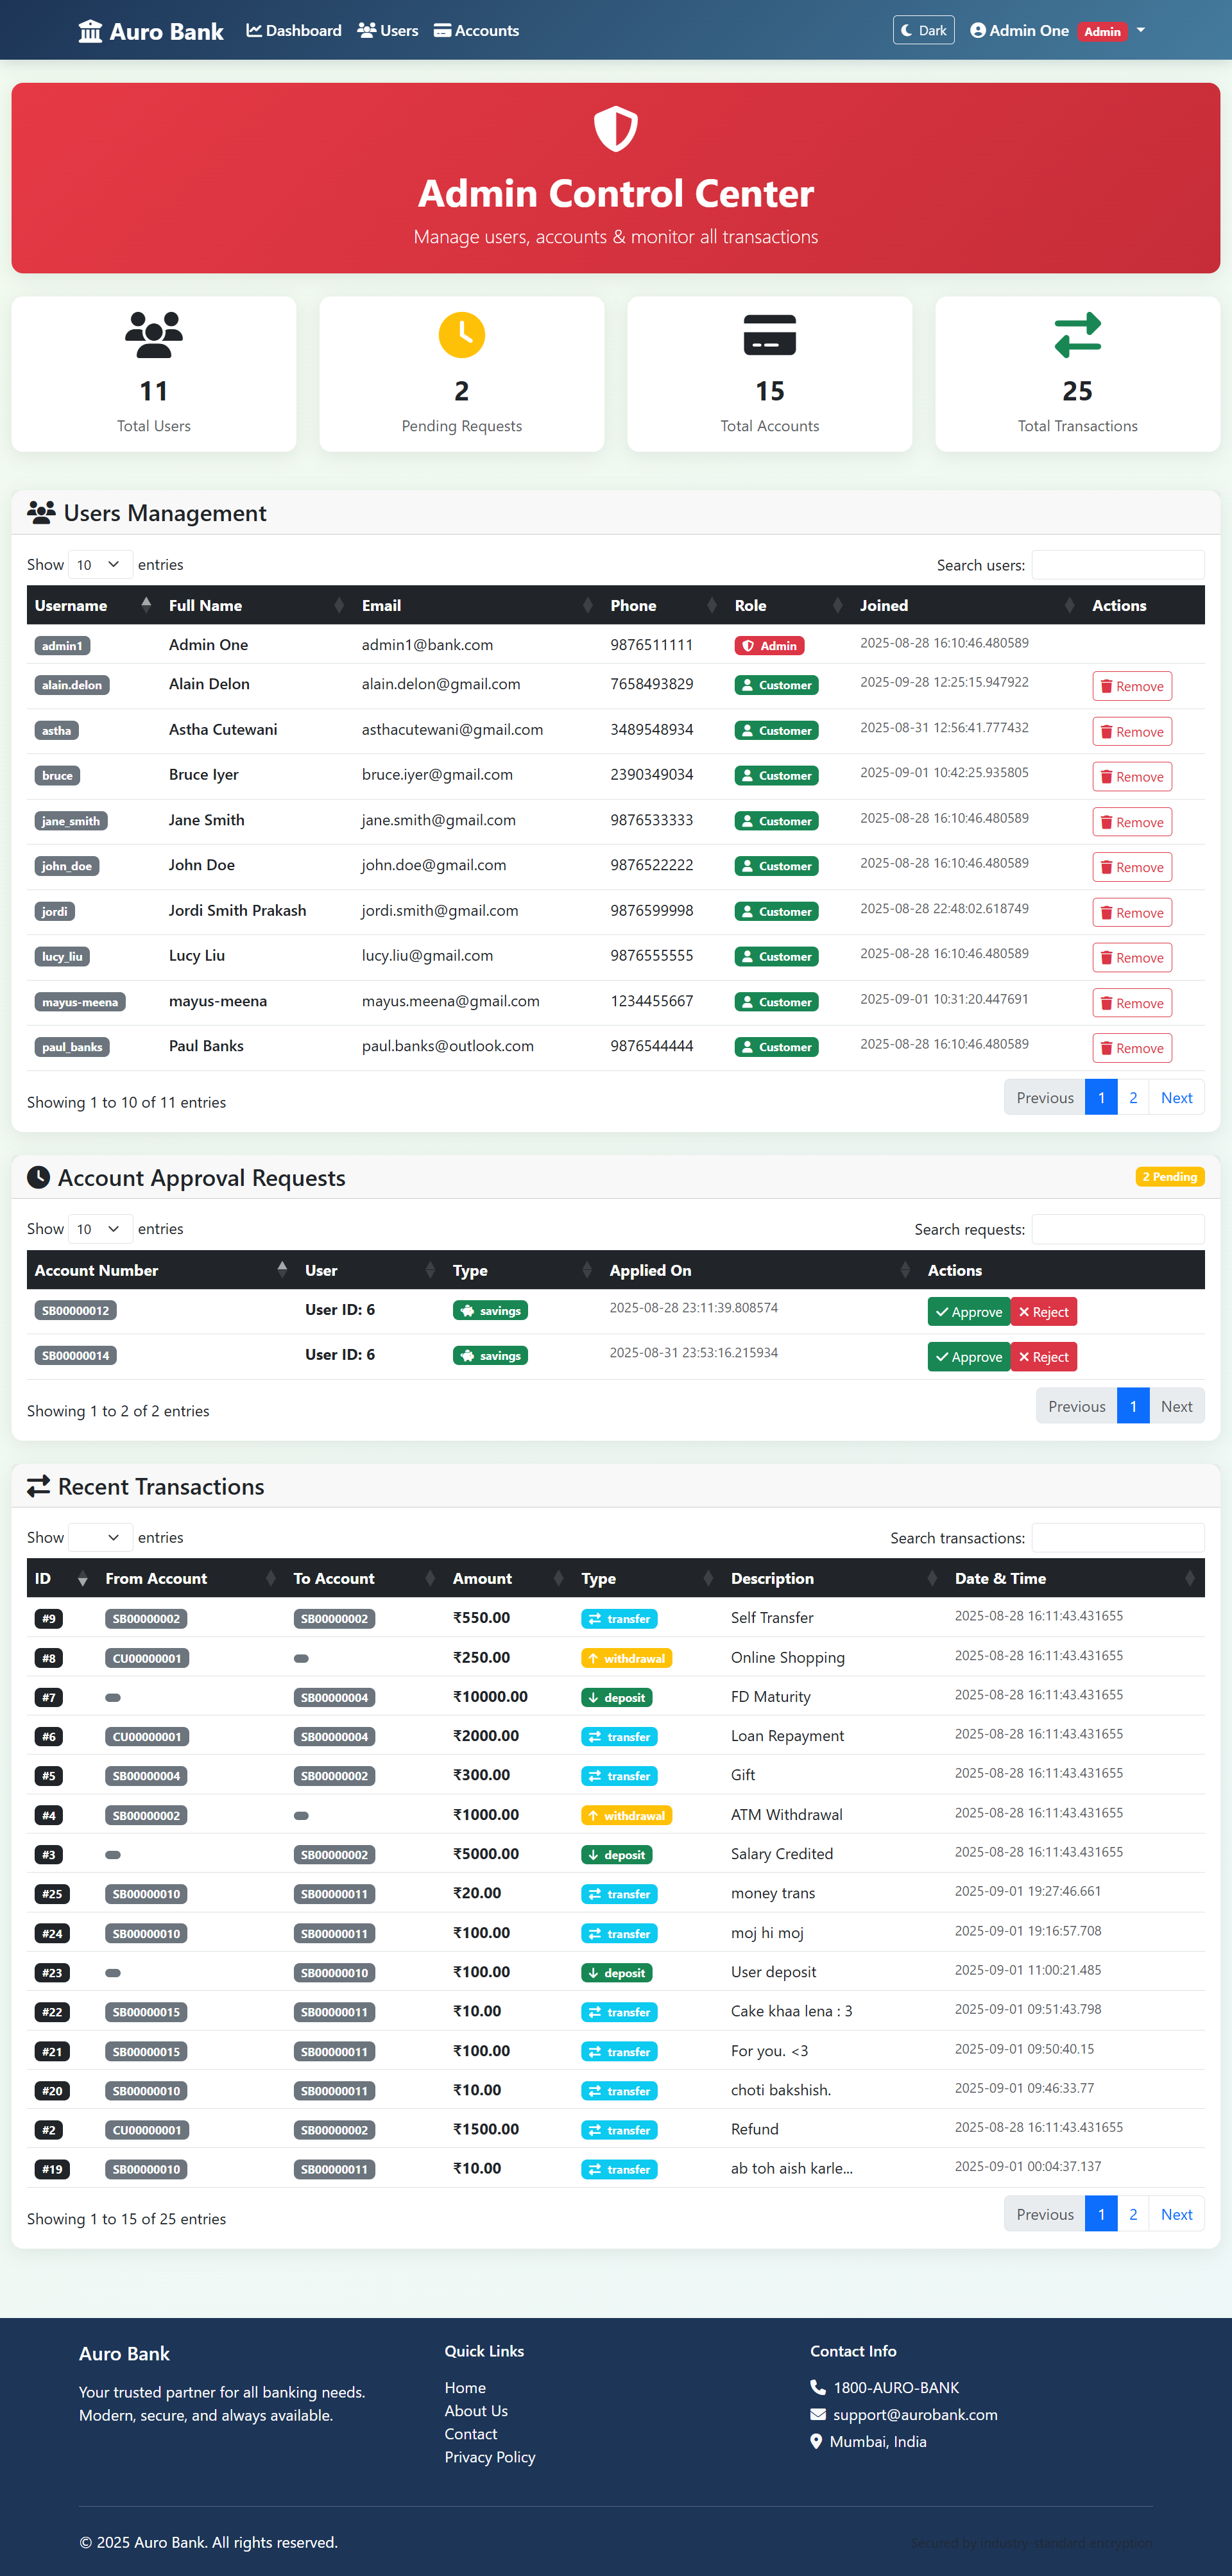 Auro Bank Dashboard Users Accounts Dark Admin One Admin
Admin Control Center
Manage users, accounts & monitor all transactions
11 2 15 25
Total Users Pending Requests Total Accounts Total Transactions
Users Management
Show 10 entries Search users:
Username Full Name Email Phone Role Joined Actions
admin1 Admin One admin1@bank.com 9876511111 Admin 2025-08-28 16:10:46.480589
alain.delon Alain Delon alain.delon@gmail.com 7658493829 Customer 2025-09-28 12:25:15.947922 Remove
astha Astha Cutewani asthacutewani@gmail.com 3489548934 Customer 2025-08-31 12:56:41.777432 Remove
bruce Bruce Iyer bruce.iyer@gmail.com 2390349034 Customer 2025-09-01 10:42:25.935805 Remove
jane_smith Jane Smith jane.smith@gmail.com 9876533333 Customer 2025-08-28 16:10:46.480589 Remove
john_doe John Doe john.doe@gmail.com 9876522222 Customer 2025-08-28 16:10:46.480589 Remove
jordi Jordi Smith Prakash jordi.smith@gmail.com 9876599998 Customer 2025-08-28 22:48:02.618749 Remove
lucy_liu Lucy Liu lucy.liu@gmail.com 9876555555 Customer 2025-08-28 16:10:46.480589 Remove
mayus-meena mayus-meena mayus.meena@gmail.com 1234455667 Customer 2025-09-01 10:31:20.447691 Remove
paul_banks Paul Banks paul.banks@outlook.com 9876544444 Customer 2025-08-28 16:10:46.480589 Remove
Showing 1 to 10 of 11 entries Previous 1 2 Next
Account Approval Requests 2 Pending
Show 10 entries Search requests:
Account Number User Type Applied On Actions
SB00000012 User ID: 6 savings 2025-08-28 23:11:39.808574 Approve Reject
SB00000014 User ID: 6 savings 2025-08-31 23:53:16.215934 Approve Reject
Showing 1 to 2 of 2 entries Previous 1 Next
Recent Transactions
Show entries Search transactions:
ID From Account To Account Amount Type Description Date & Time
#9 SB00000002 SB00000002 ₹550.00 transfer Self Transfer 2025-08-28 16:11:43.431655
#8 CU00000001 ₹250.00 withdrawal Online Shopping 2025-08-28 16:11:43.431655
#7 SB00000004 ₹10000.00 deposit FD Maturity 2025-08-28 16:11:43.431655
#6 CU00000001 SB00000004 ₹2000.00 transfer Loan Repayment 2025-08-28 16:11:43.431655
#5 SB00000004 SB00000002 ₹300.00 transfer Gift 2025-08-28 16:11:43.431655
#4 SB00000002 ₹1000.00 withdrawal ATM Withdrawal 2025-08-28 16:11:43.431655
#3 SB00000002 ₹5000.00 deposit Salary Credited 2025-08-28 16:11:43.431655
#25 SB00000010 SB00000011 ₹20.00 transfer money trans 2025-09-01 19:27:46.661
#24 SB00000010 SB00000011 ₹100.00 transfer moj hi moj 2025-09-01 19:16:57.708
#23 SB00000010 ₹100.00 deposit User deposit 2025-09-01 11:00:21.485
#22 SB00000015 SB00000011 ₹10.00 transfer Cake khaa lena : 3 2025-09-01 09:51:43.798
#21 SB00000015 SB00000011 ₹100.00 transfer For you. <3 2025-09-01 09:50:40.15
#20 SB00000010 SB00000011 ₹10.00 transfer choti bakshish. 2025-09-01 09:46:33.77
#2 CU00000001 SB00000002 ₹1500.00 transfer Refund 2025-08-28 16:11:43.431655
#19 SB00000010 SB00000011 ₹10.00 transfer ab toh aish karle... 2025-09-01 00:04:37.137
Showing 1 to 15 of 25 entries Previous 1 2 Next
Auro Bank
Your trusted partner for all banking needs.
Modern, secure, and always available.
Quick Links
Home
About Us
Contact
Privacy Policy
Contact Info
1800-AURO-BANK
support@aurobank.com
Mumbai, India
© 2025 Auro Bank. All rights reserved. Secured by industry-standard encryption